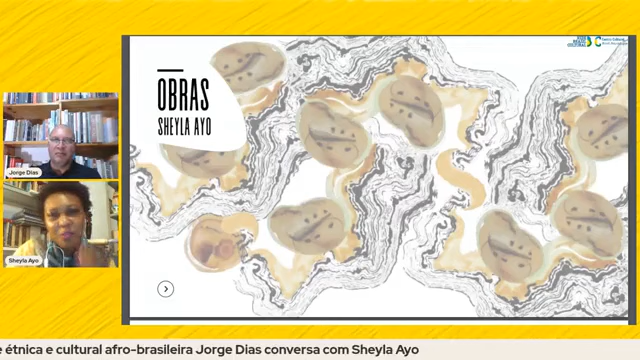 OBRAS
SHEYLA AYO
Jorge Dias
Sheyla Ayo
e étnica e cultural afro-brasileira Jorge Dias conversa com Sheyla Ayo